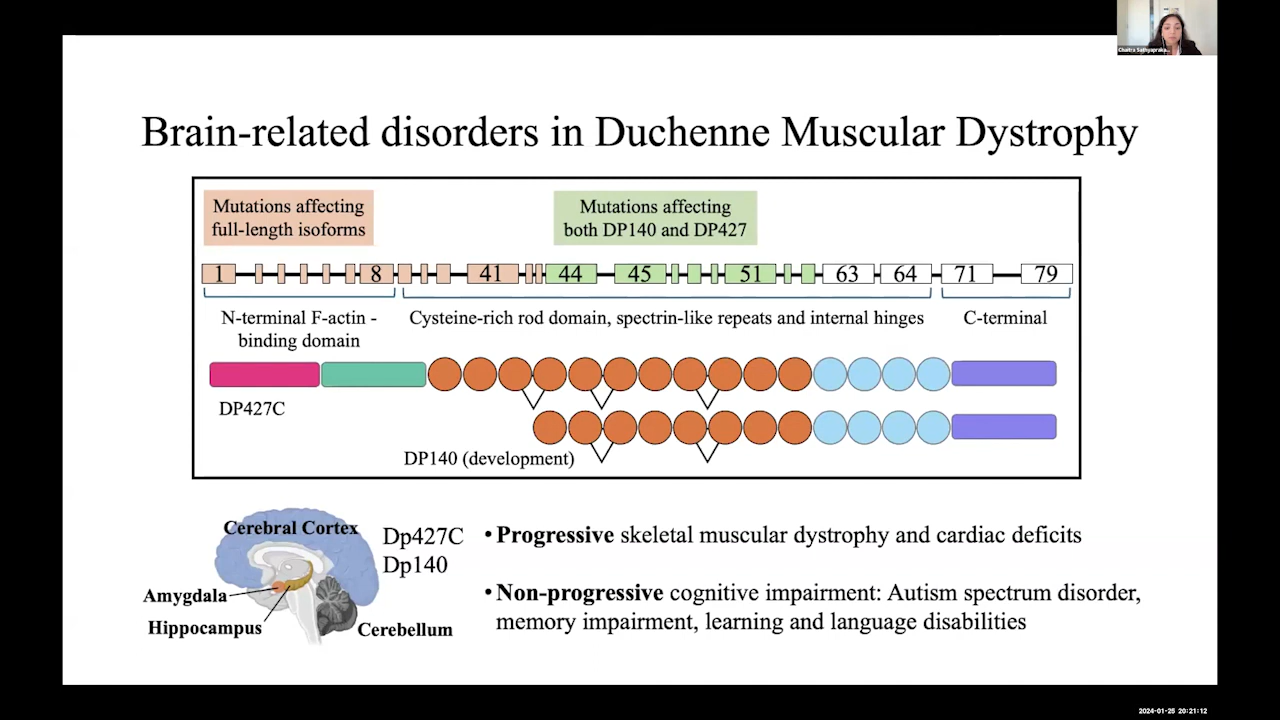 Brain-related disorders in Duchenne Muscular Dystrophy
Mutations affecting
full-length isoforms
Mutations affecting
both DP140 and DP427
1 8 41 44 45 51 63 64 71 79
N-terminal F-actin -
binding domain
Cysteine-rich rod domain, spectrin-like repeats and internal hinges
C-terminal
DP427C
DP140 (development)
Cerebral Cortex
Amygdala
Hippocampus
Cerebellum
Dp427C
Dp140
• Progressive skeletal muscular dystrophy and cardiac deficits
• Non-progressive cognitive impairment: Autism spectrum disorder,
memory impairment, learning and language disabilities
2024-01-25 20:21:12